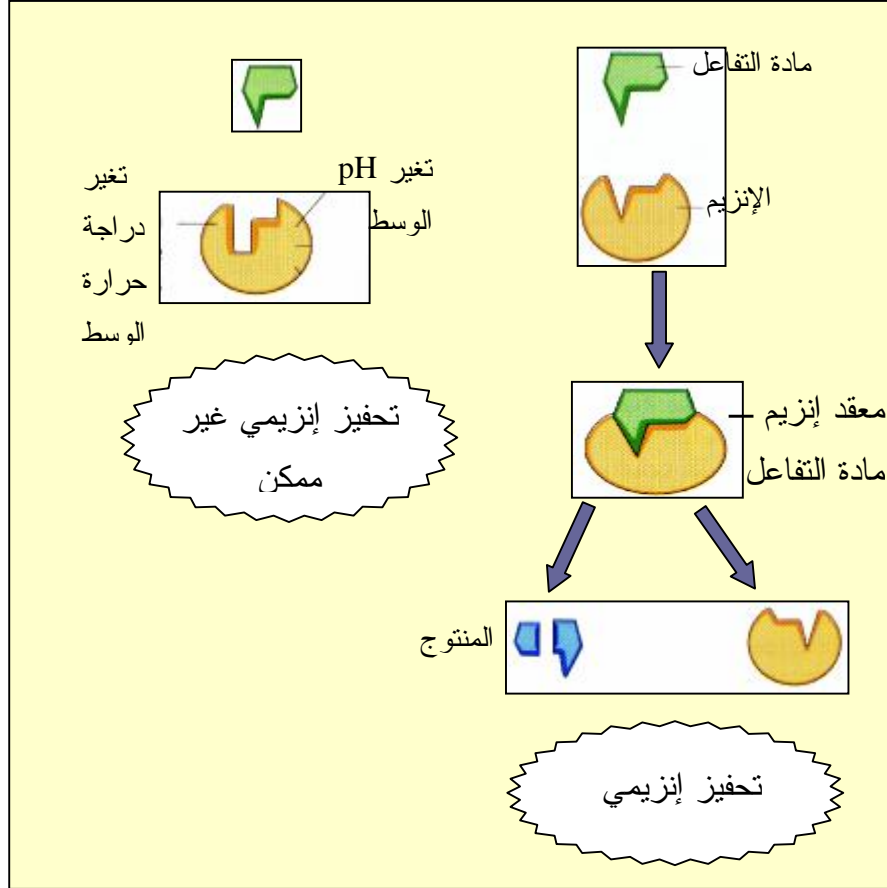 مادة التفاعل
الإنزيم
معقد إنزيم
مادة التفاعل
المنتوج
تحفيز إنزيمي
تغير pH
الوسط
تغير
دراجة
حرارة
الوسط
تحفيز إنزيمي غير
ممكن